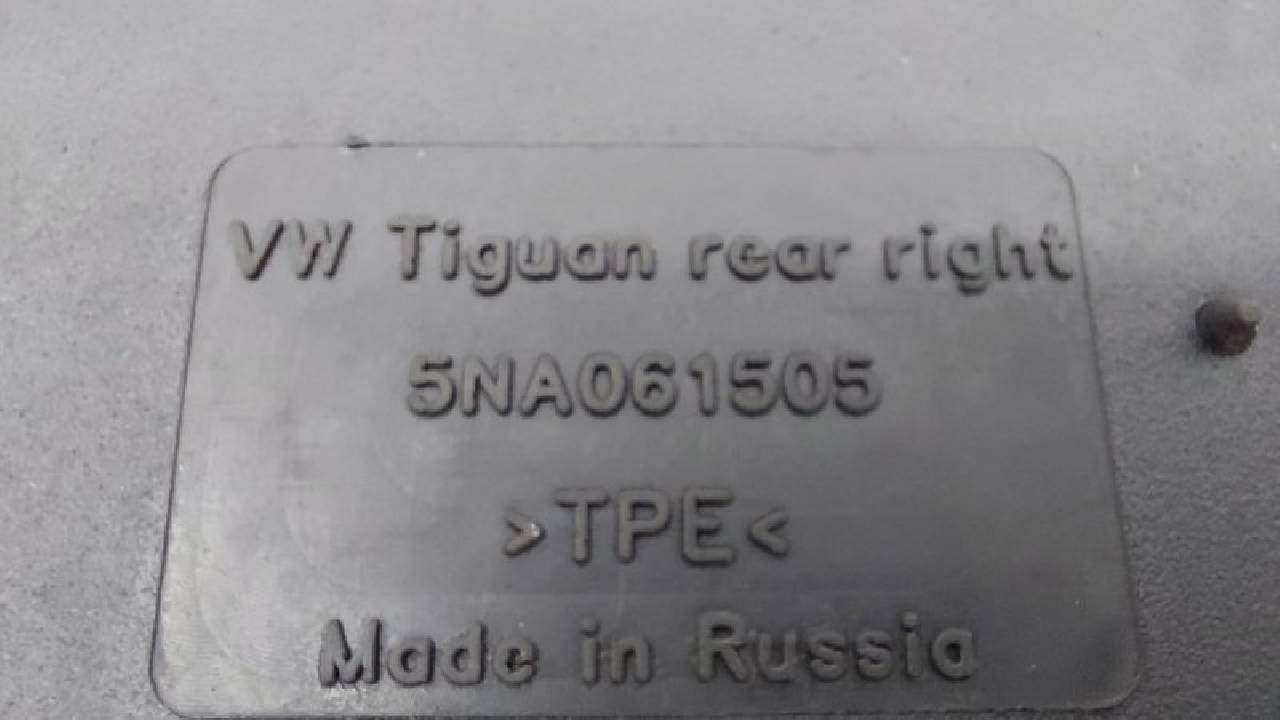 VW Tiguan rear right
5NA061505
>TPE<
Made in Russia